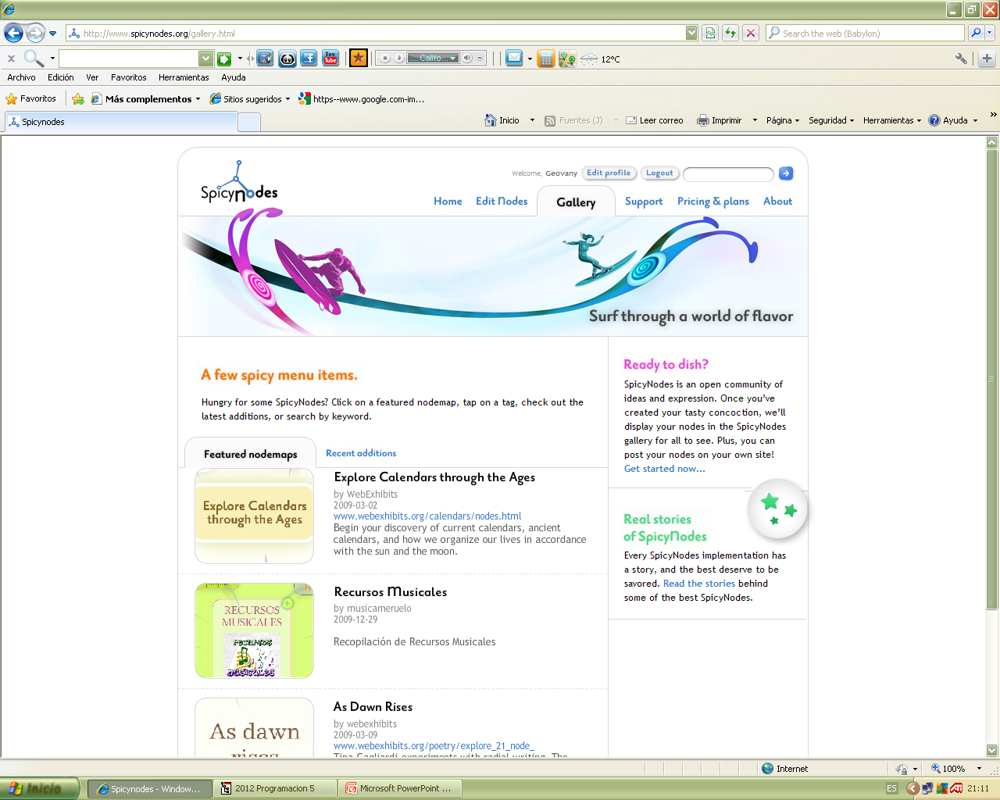 http://www.spicynodes.org/gallery.html
Search the web (Babylon)
Califo...
You Tube
12°C
Archivo Edición Ver Favoritos Herramientas Ayuda
Favoritos Más complementos Sitios sugeridos https--www.google.com-im...
Spicynodes
Inicio Fuentes (J) Leer correo Imprimir Página Seguridad Herramientas Ayuda
Welcome, Geovany Edit profile Logout
Spicynodes
Home Edit Nodes Gallery Support Pricing & plans About
Surf through a world of flavor
A few spicy menu items.
Hungry for some SpicyNodes? Click on a featured nodemap, tap on a tag, check out the
latest additions, or search by keyword.
Featured nodemaps Recent additions
Explore Calendars
through the Ages
Explore Calendars through the Ages
by WebExhibits
2009-03-02
www.webexhibits.org/calendars/nodes.html
Begin your discovery of current calendars, ancient
calendars, and how we organize our lives in accordance
with the sun and the moon.
RECURSOS
MUSICALES
RECURSOS
MUSICALES
Recursos Musicales
by musicameruelo
2009-12-29
Recopilación de Recursos Musicales
As dawn
rises
As Dawn Rises
by webexhibits
2009-03-09
www.webexhibits.org/poetry/explore_21_node_
Tina Gagliardi experiments with radial writing. The
Ready to dish?
SpicyNodes is an open community of
ideas and expression. Once you've
created your tasty concoction, we'll
display your nodes in the SpicyNodes
gallery for all to see. Plus, you can
post your nodes on your own site!
Get started now...
Real stories
of SpicyNodes
Every SpicyNodes implementation has
a story, and the best deserve to be
savored. Read the stories behind
some of the best SpicyNodes.
Internet 100%
Inicio Spicynodes - Window... 2012 Programacion 5 Microsoft PowerPoint ... ES 21:11